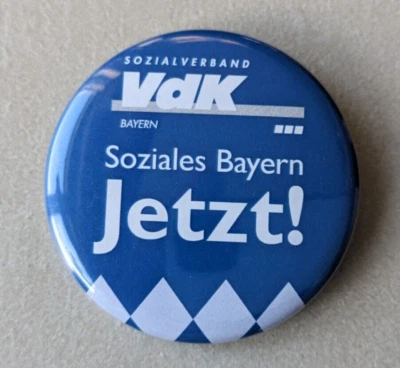 SOZIALVERBAND
VdK
BAYERN
Soziales Bayern
Jetzt!